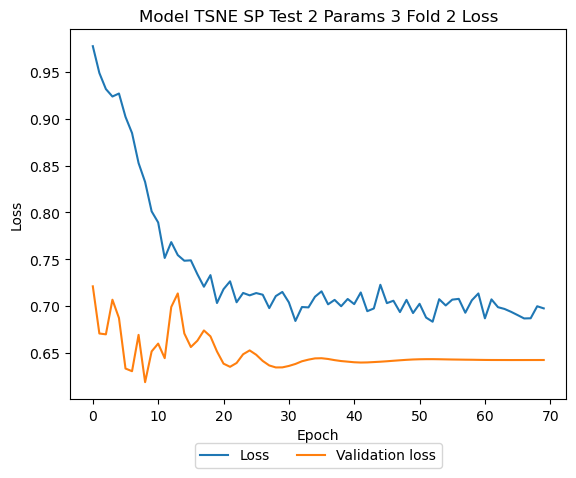 Model TSNE SP Test 2 Params 3 Fold 2 Loss
Loss
0.95
0.90
0.85
0.80
0.75
0.70
0.65
0 10 20 30 40 50 60 70
Epoch
Loss Validation loss